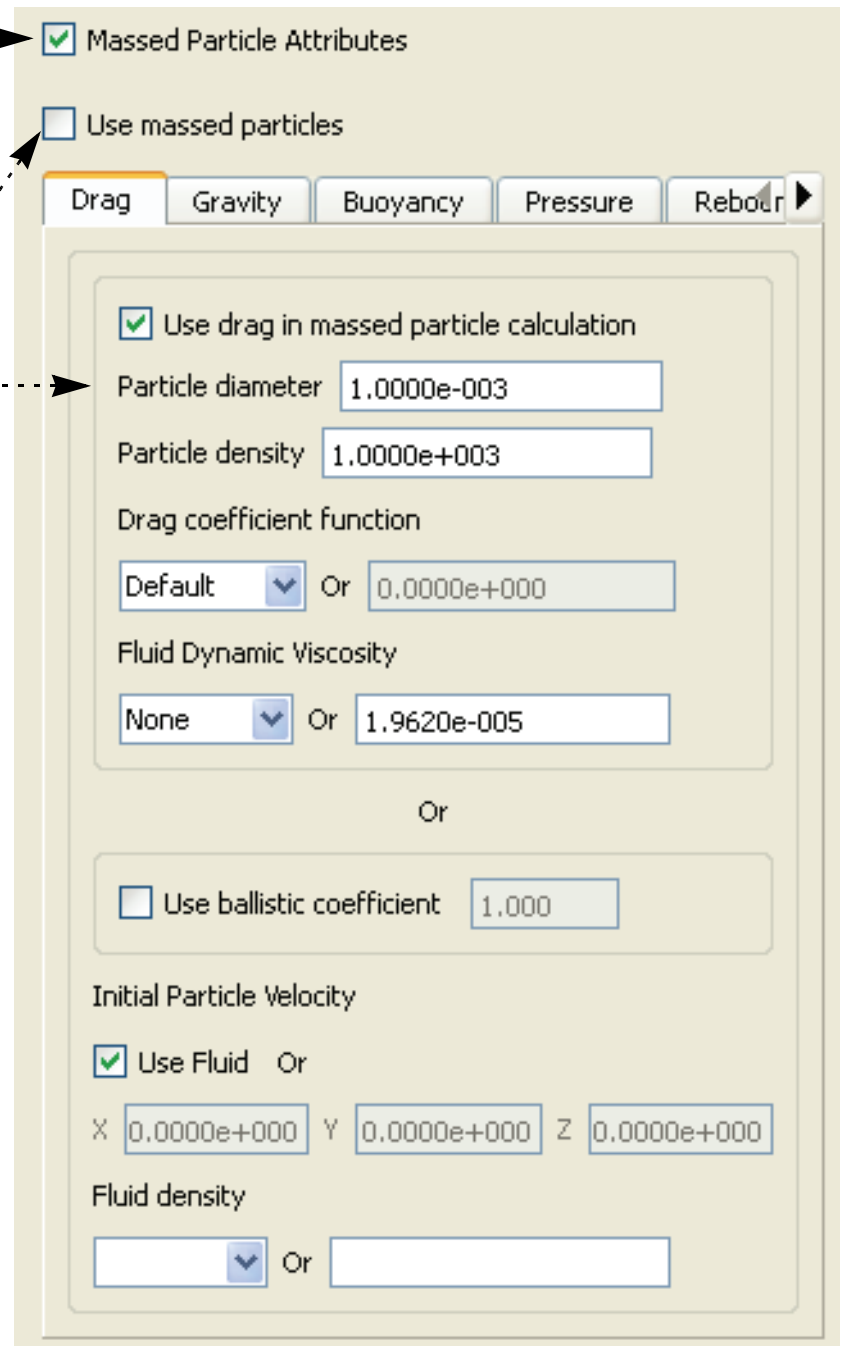 Massed Particle Attributes
Use massed particles
Drag Gravity Buoyancy Pressure
Use drag in massed particle calculation
Particle diameter 1.0000e-003
Particle density 1.0000e+003
Drag coefficient function
Default Or 0.0000e+000
Fluid Dynamic Viscosity
None Or 1.9620e-005
Or
Use ballistic coefficient 1.000
Initial Particle Velocity
Use Fluid Or
X 0.0000e+000 Y 0.0000e+000 Z 0.0000e+000
Fluid density
Or